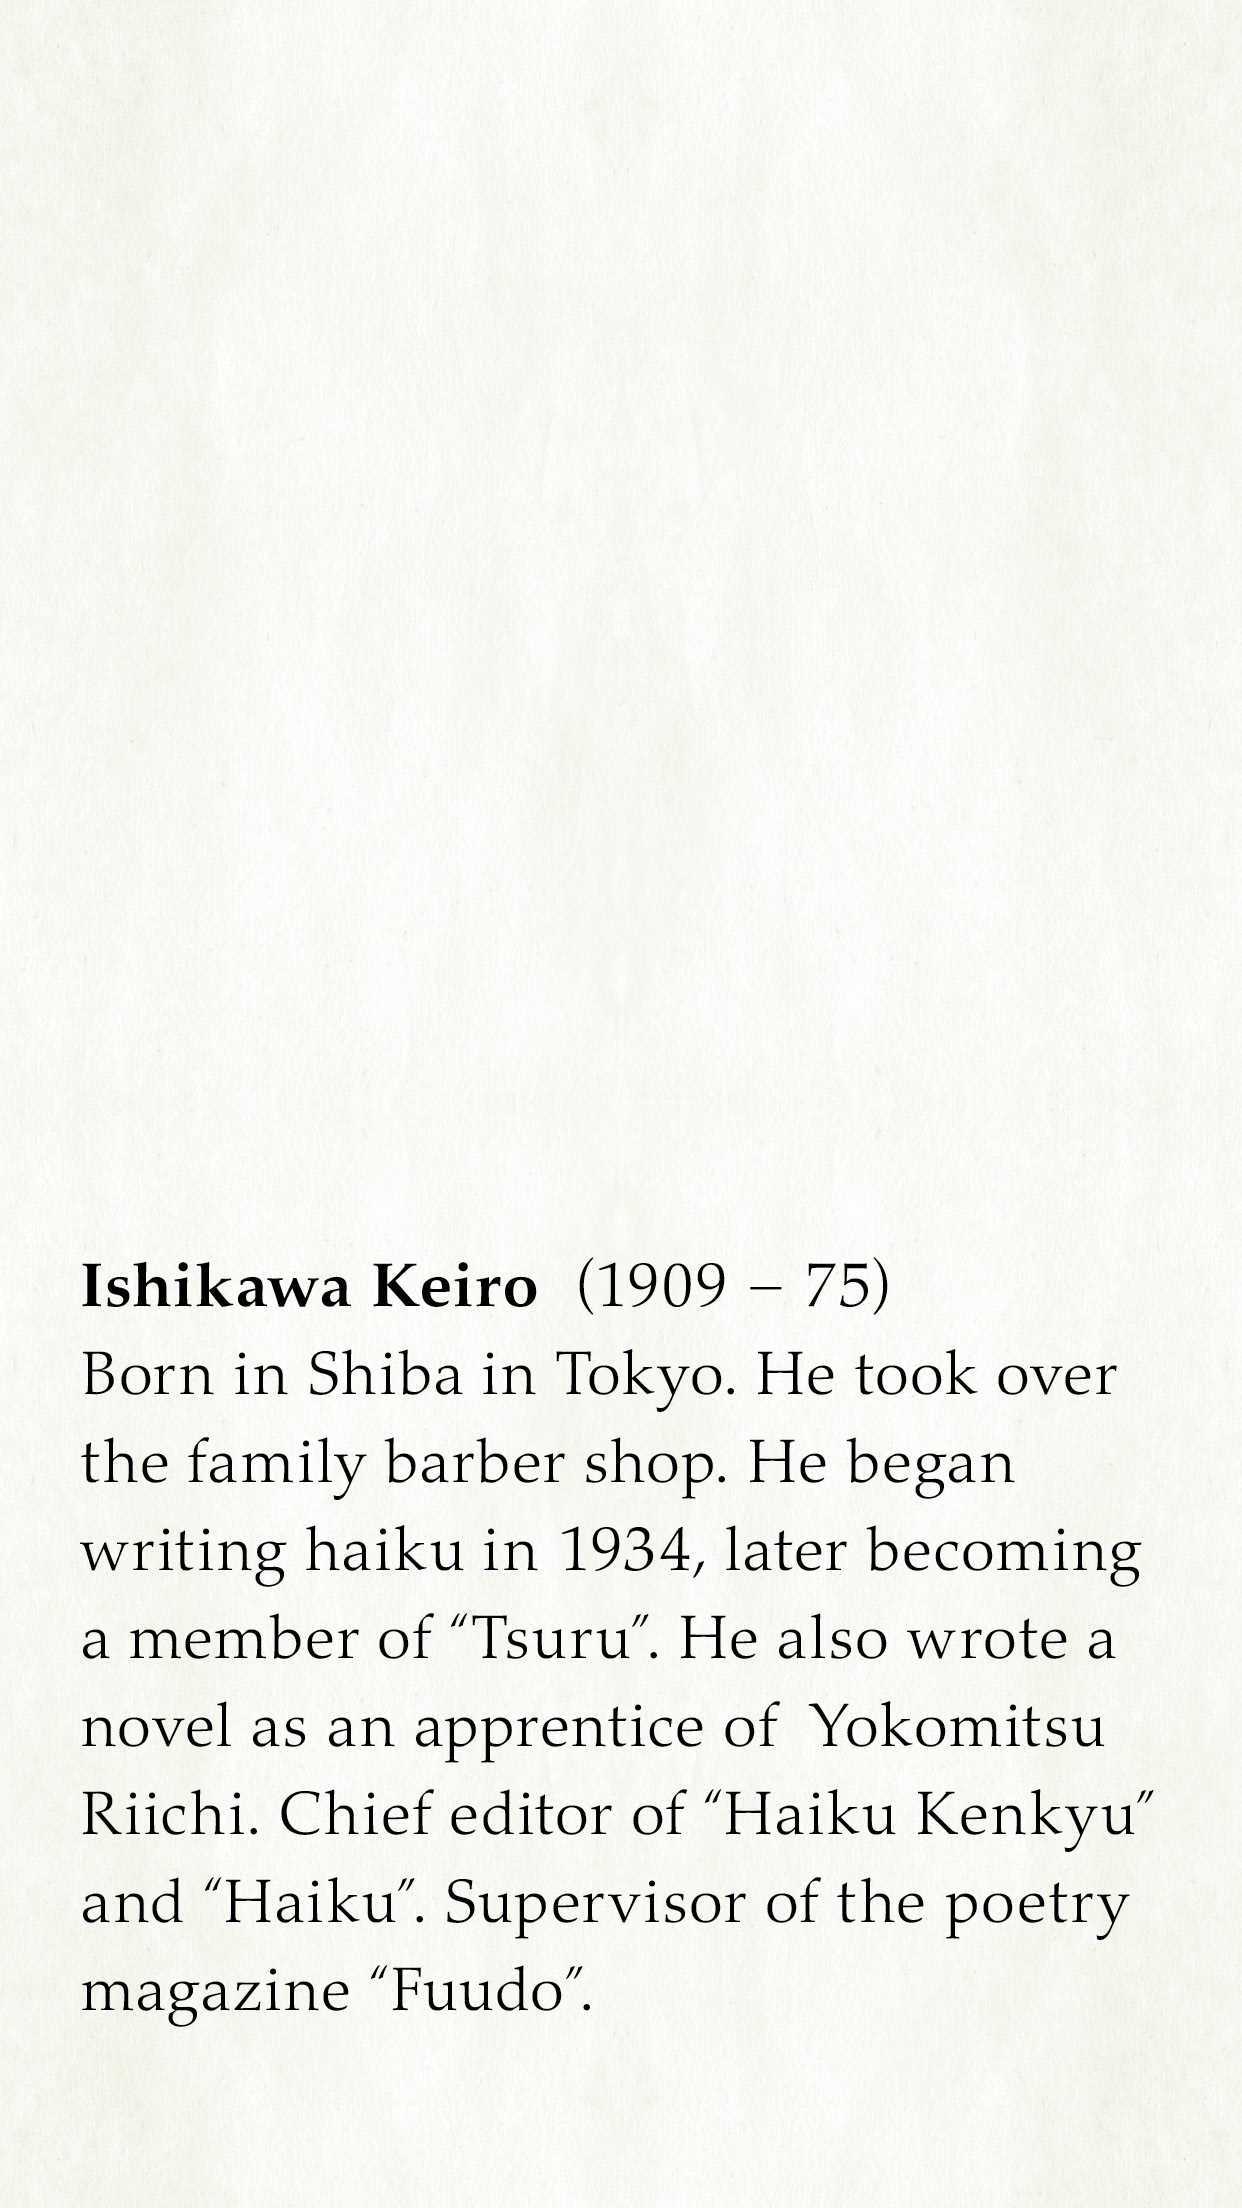 Ishikawa Keiro (1909 – 75)
Born in Shiba in Tokyo. He took over
the family barber shop. He began
writing haiku in 1934, later becoming
a member of “Tsuru”. He also wrote a
novel as an apprentice of Yokomitsu
Riichi. Chief editor of “Haiku Kenkyu”
and “Haiku”. Supervisor of the poetry
magazine “Fuudo”.